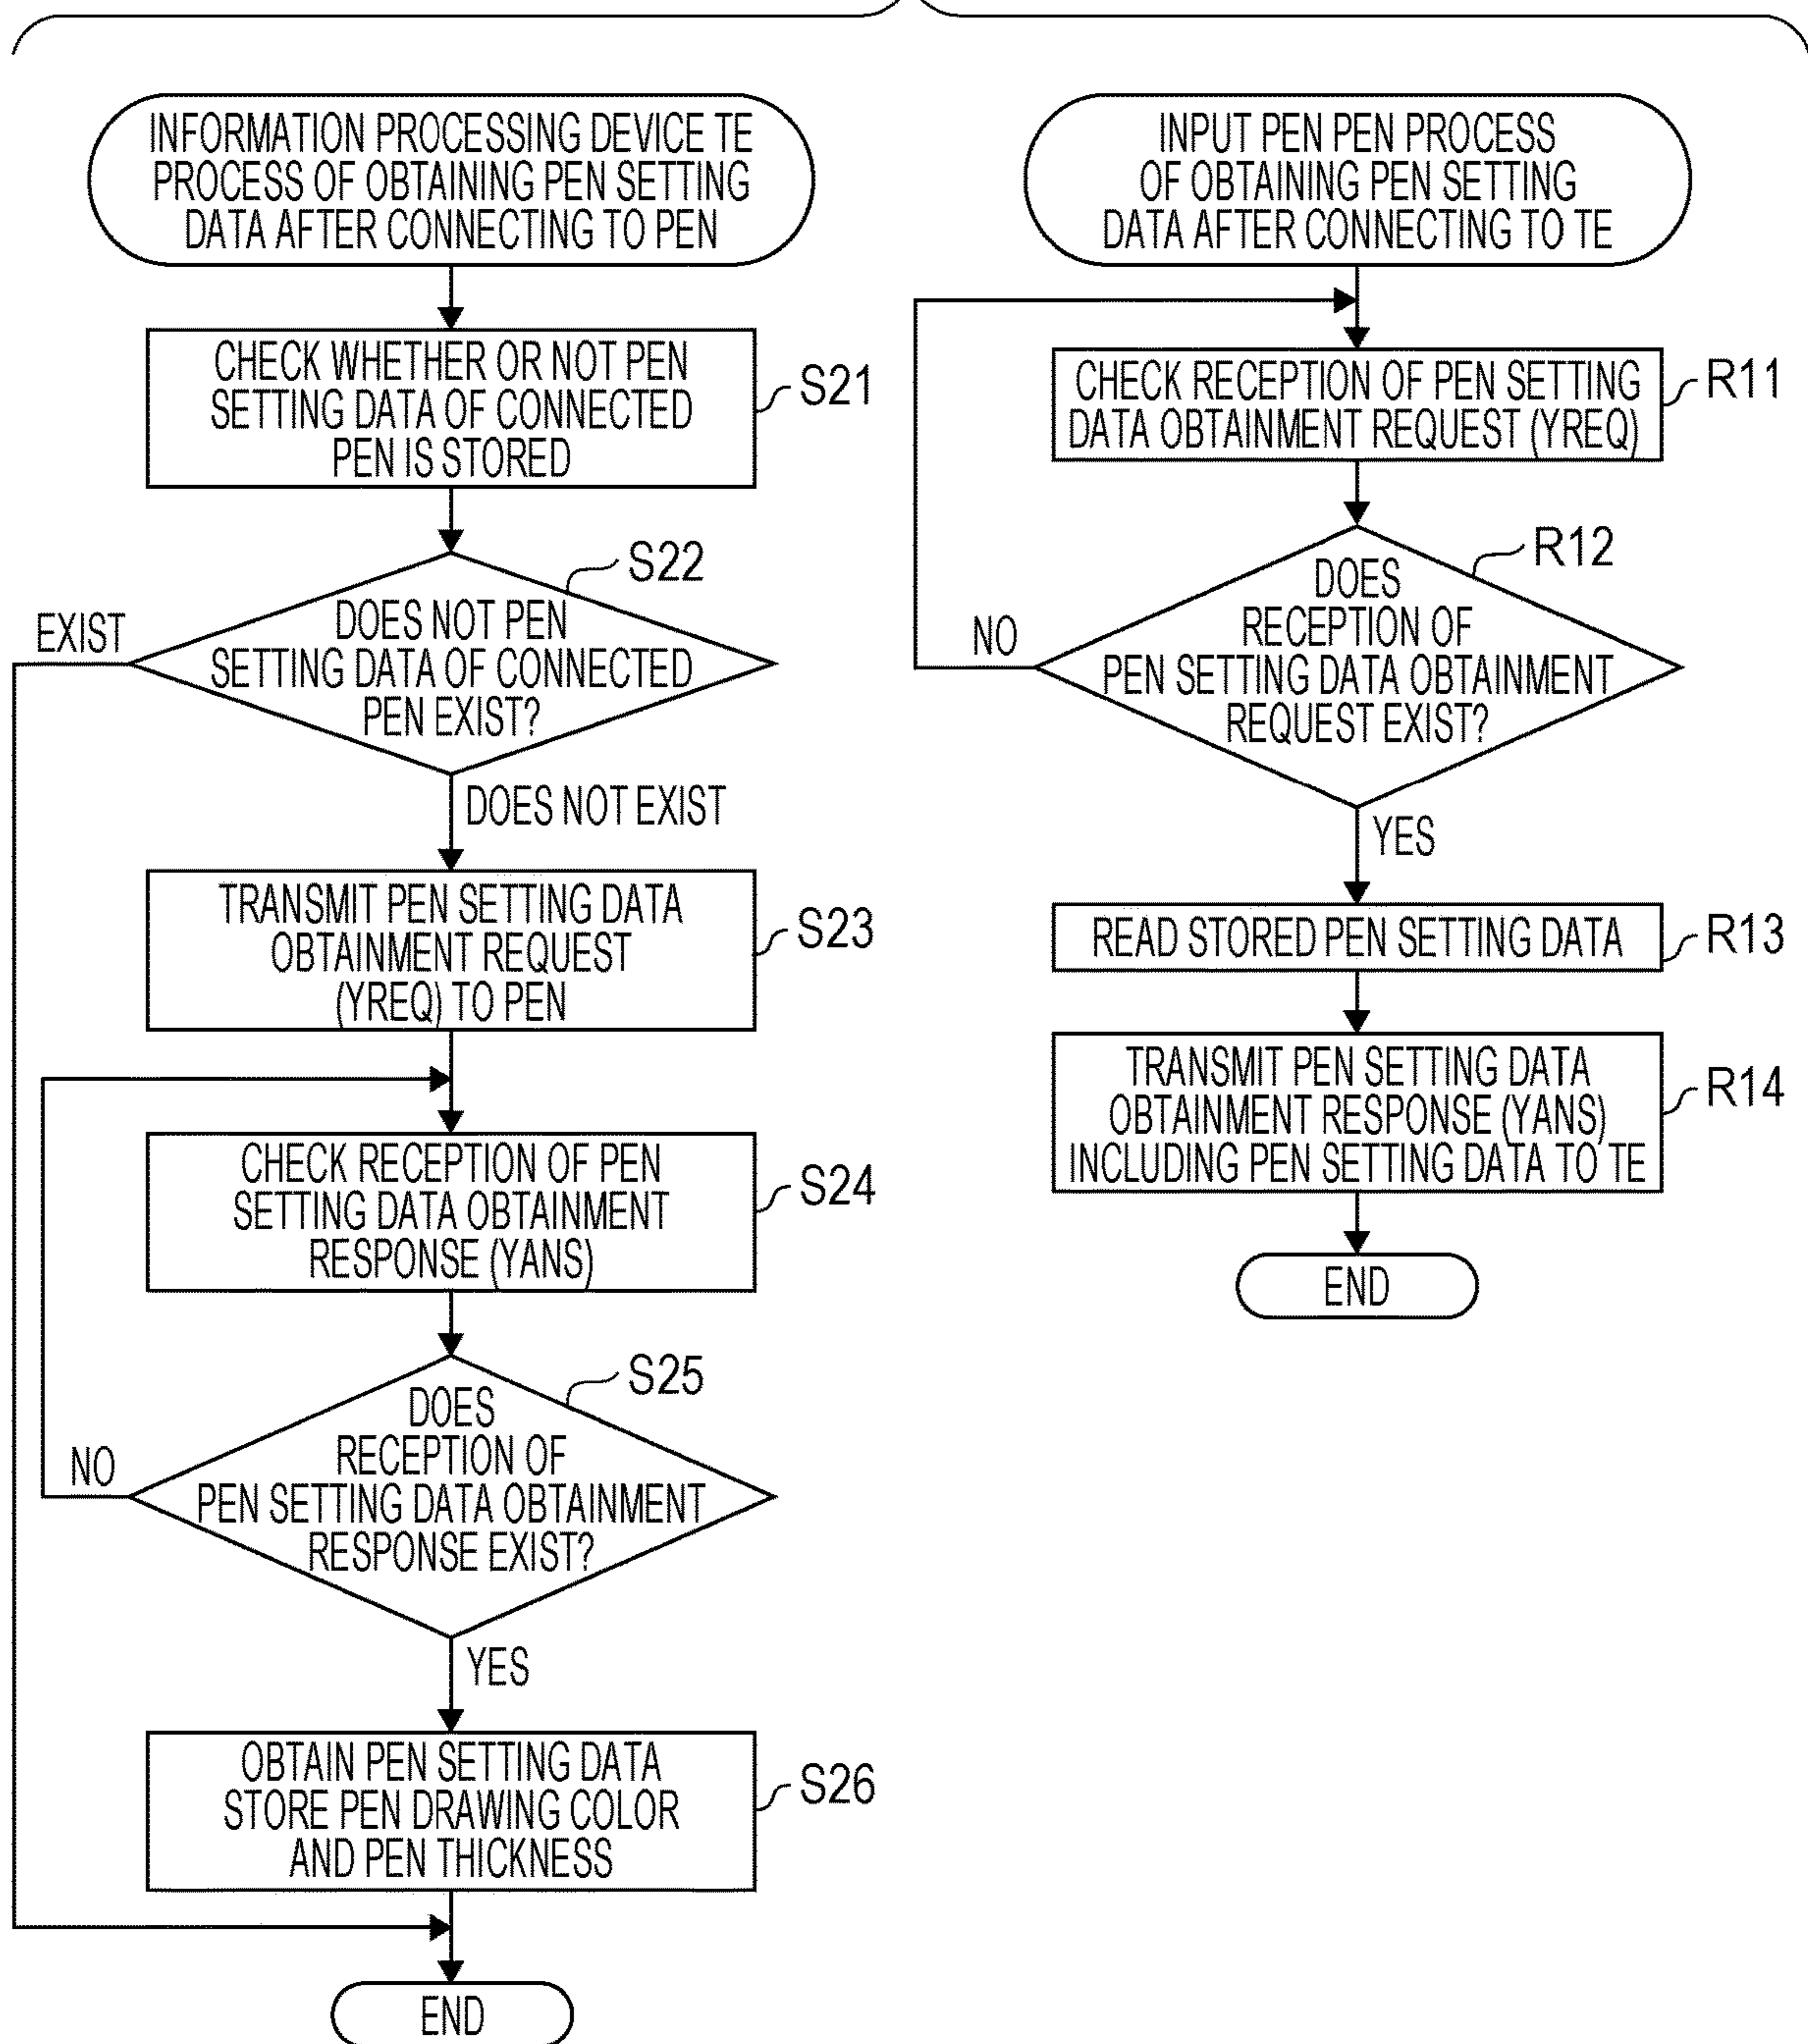 INFORMATION PROCESSING DEVICE TE
PROCESS OF OBTAINING PEN SETTING
DATA AFTER CONNECTING TO PEN
CHECK WHETHER OR NOT PEN
SETTING DATA OF CONNECTED
PEN IS STORED
S21
S22
DOES NOT PEN
SETTING DATA OF CONNECTED
PEN EXIST?
EXIST
DOES NOT EXIST
TRANSMIT PEN SETTING DATA
OBTAINMENT REQUEST
(YREQ) TO PEN
S23
CHECK RECEPTION OF PEN
SETTING DATA OBTAINMENT
RESPONSE (YANS)
S24
S25
DOES
RECEPTION OF
PEN SETTING DATA OBTAINMENT
RESPONSE EXIST?
NO
YES
OBTAIN PEN SETTING DATA
STORE PEN DRAWING COLOR
AND PEN THICKNESS
S26
END
INPUT PEN PEN PROCESS
OF OBTAINING PEN SETTING
DATA AFTER CONNECTING TO TE
CHECK RECEPTION OF PEN SETTING
DATA OBTAINMENT REQUEST (YREQ)
R11
R12
DOES
RECEPTION OF
PEN SETTING DATA OBTAINMENT
REQUEST EXIST?
NO
YES
READ STORED PEN SETTING DATA
R13
TRANSMIT PEN SETTING DATA
OBTAINMENT RESPONSE (YANS)
INCLUDING PEN SETTING DATA TO TE
R14
END